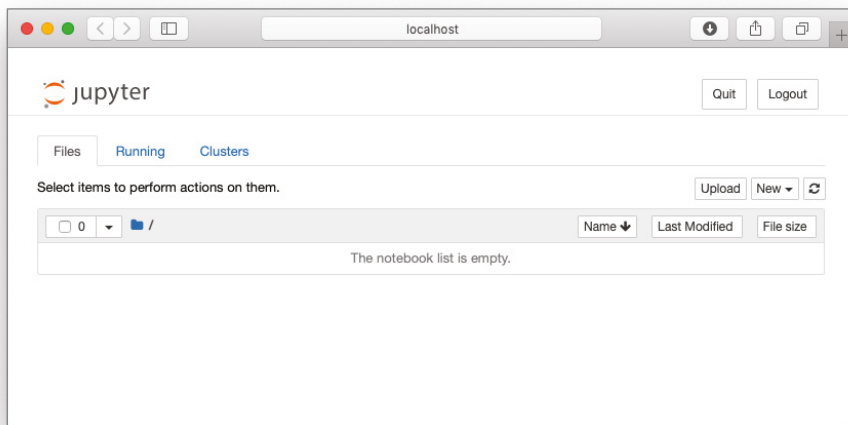 localhost
jupyter
Quit Logout
Files Running Clusters
Select items to perform actions on them.
Upload New
0 / Name Last Modified File size
The notebook list is empty.